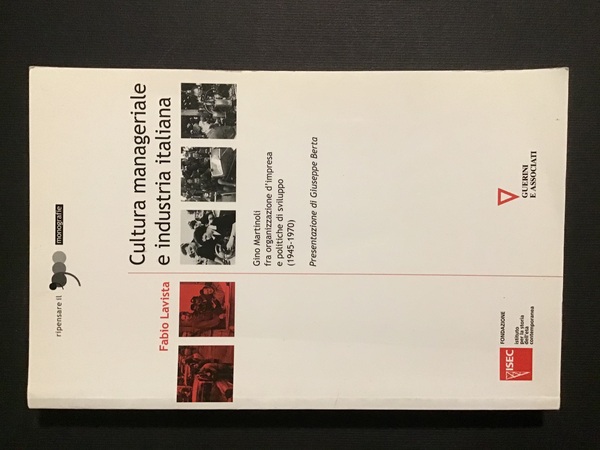 ripensare il
monografie
Fabio Lavista
Cultura manageriale
e industria italiana
Gino Martinoli
fra organizzazione d'impresa
e politiche di sviluppo
(1945-1970)
Presentazione di Giuseppe Berta
FONDAZIONE
ISEC
istituto
per la storia
dell'età
contemporanea
GUERINI
E ASSOCIATI